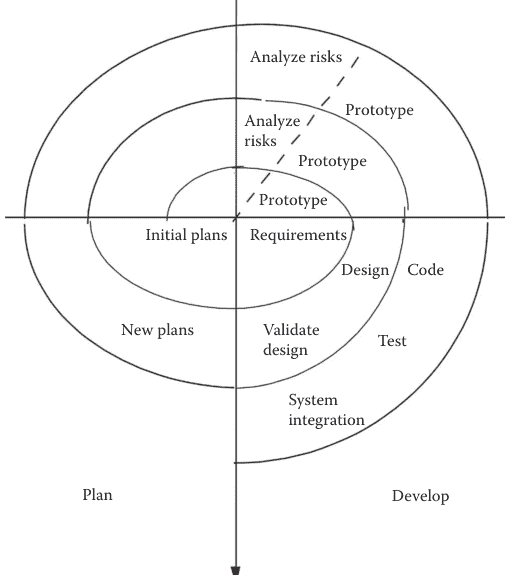 Analyze risks
Prototype
Analyze
risks
Prototype
Prototype
Initial plans
Requirements
Design
Code
New plans
Validate
design
Test
System
integration
Plan
Develop